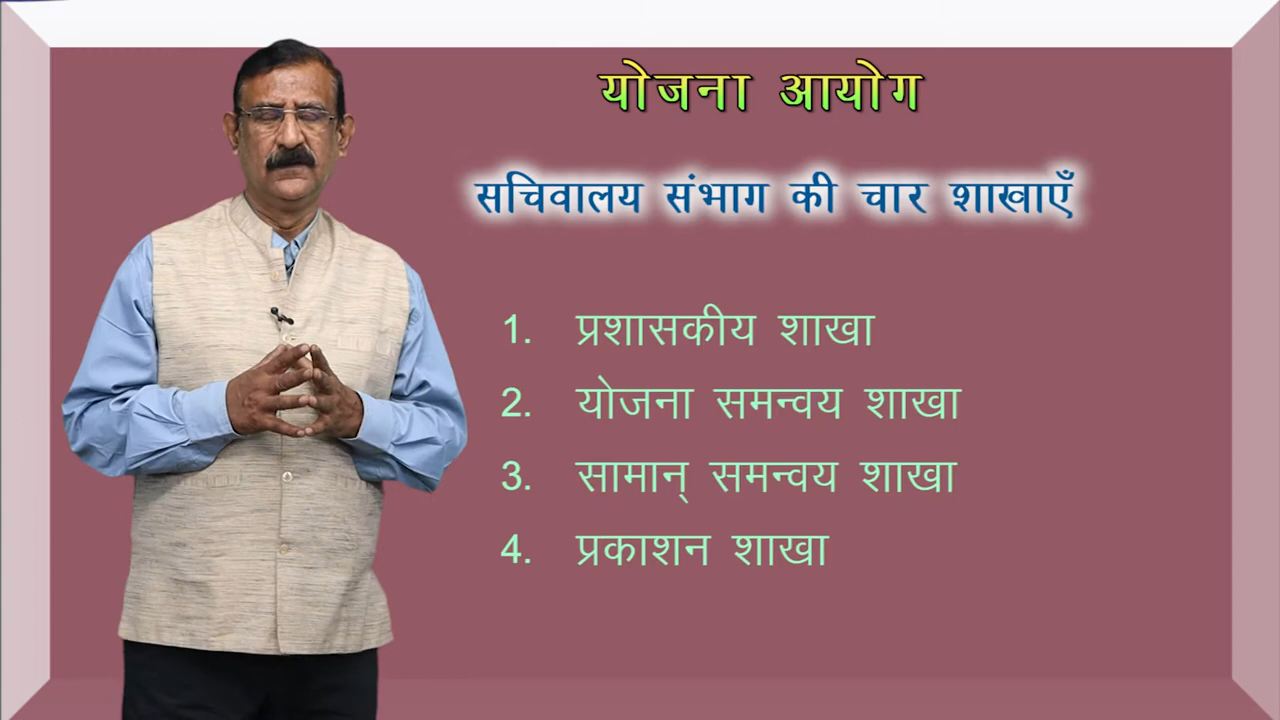 योजना आयोग
सचिवालय संभाग की चार शाखाएँ
1. प्रशासकीय शाखा
2. योजना समन्वय शाखा
3. सामान् समन्वय शाखा
4. प्रकाशन शाखा